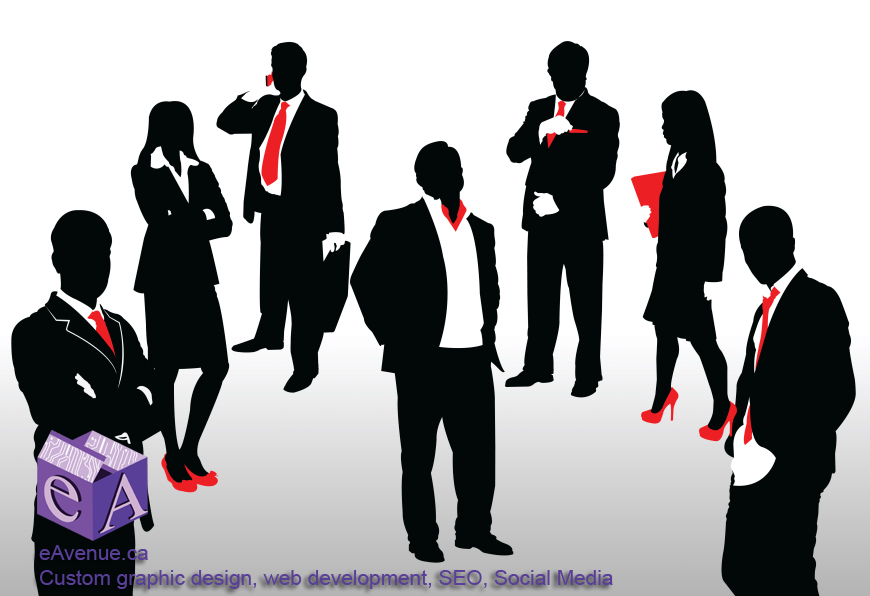 eA
eAvenue.ca
Custom graphic design, web development, SEO, Social Media